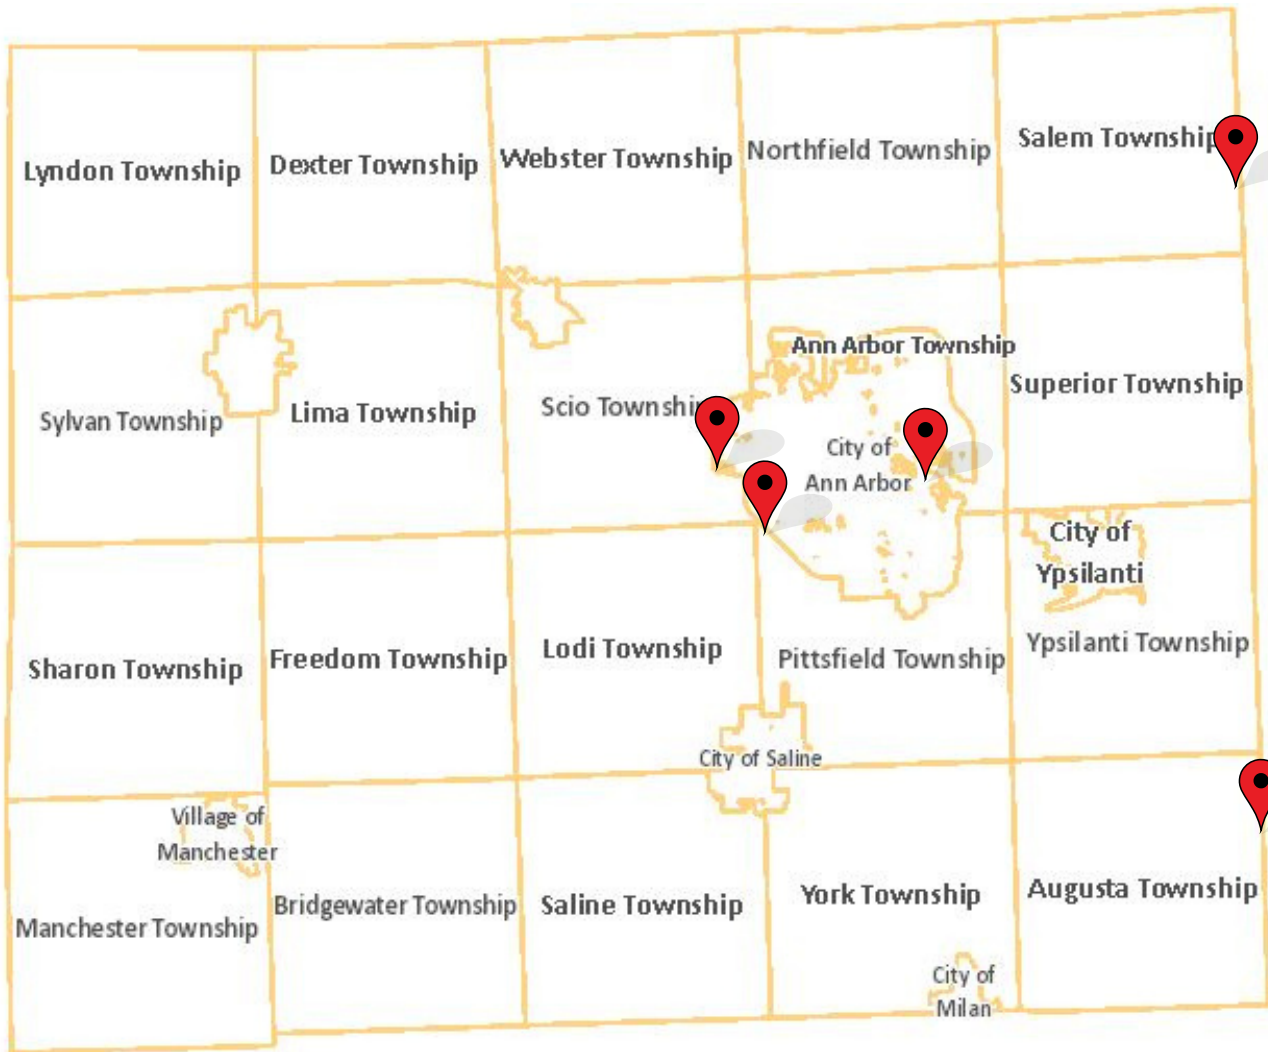 Lyndon Township
Dexter Township
Webster Township
Northfield Township
Salem Township
Sylvan Township
Lima Township
Scio Township
Ann Arbor Township
City of
Ann Arbor
Superior Township
City of
Ypsilanti
Sharon Township
Freedom Township
Lodi Township
Pittsfield Township
Ypsilanti Township
City of Saline
Village of
Manchester
Manchester Township
Bridgewater Township
Saline Township
York Township
Augusta Township
City of
Milan